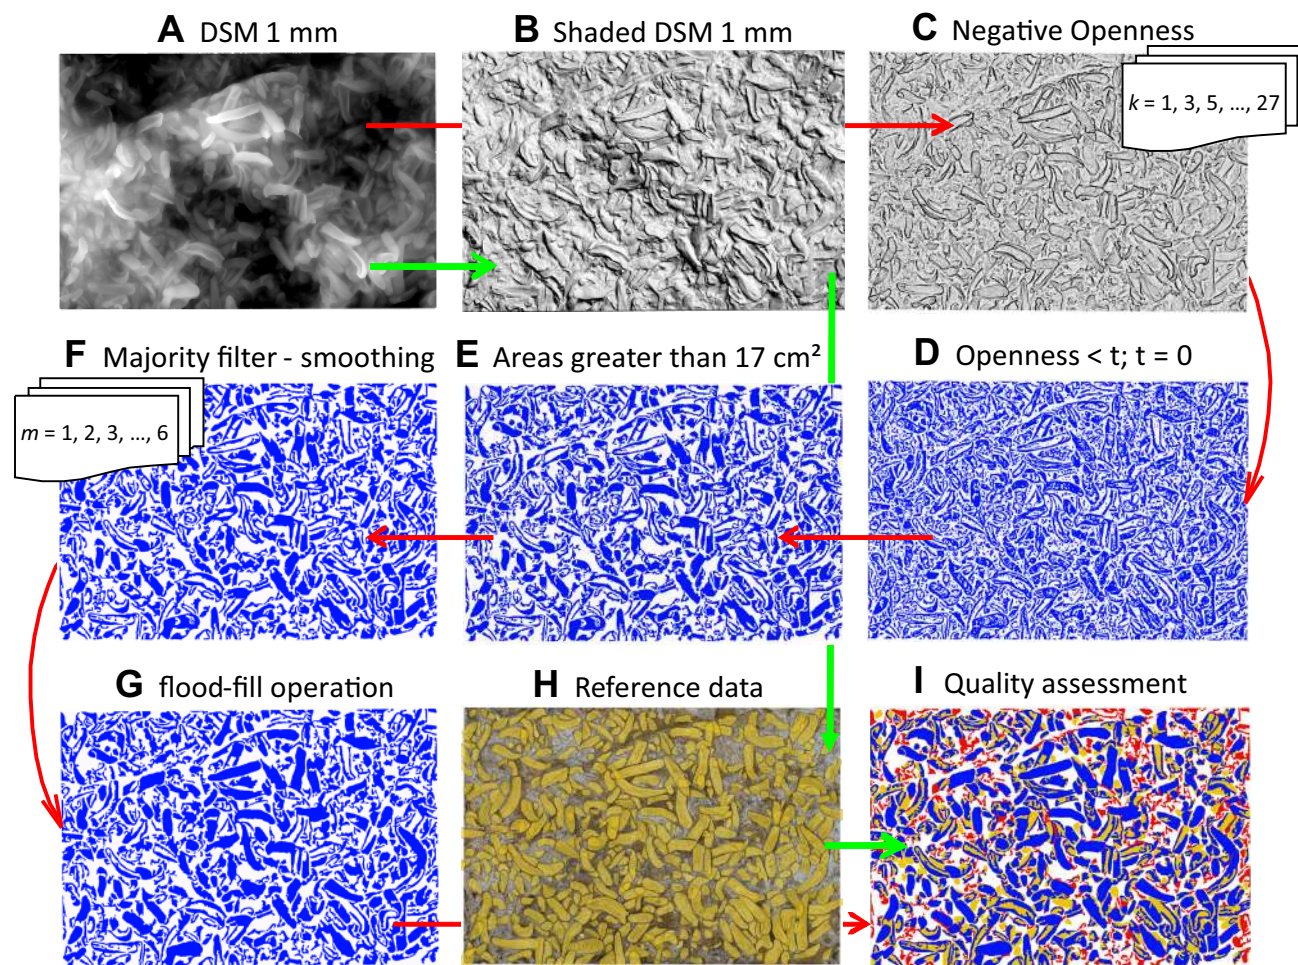 A DSM 1 mm
B Shaded DSM 1 mm
C Negative Openness
k = 1, 3, 5, ..., 27
F Majority filter - smoothing
E Areas greater than 17 cm²
D Openness < t; t = 0
m = 1, 2, 3, ..., 6
G flood-fill operation
H Reference data
I Quality assessment